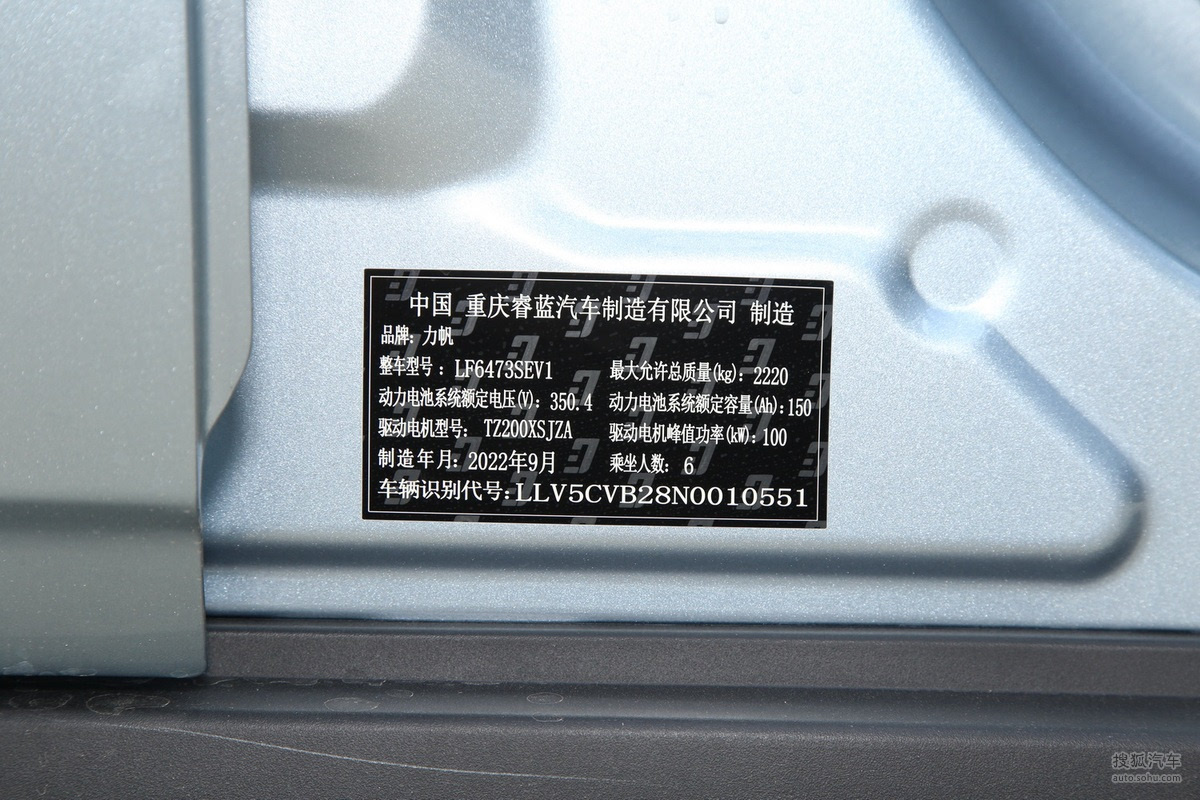 中国 重庆睿蓝汽车制造有限公司 制造
品牌: 力帆
整车型号: LF6473SEV1 最大允许总质量(kg): 2220
动力电池系统额定电压(V): 350.4 动力电池系统额定容量(Ah): 150
驱动电机型号: TZ200XSJZA 驱动电机峰值功率(kW): 100
制造年月: 2022年9月 乘坐人数: 6
车辆识别代号: LLV5CVB28N0010551
搜狐汽车
auto.sohu.com